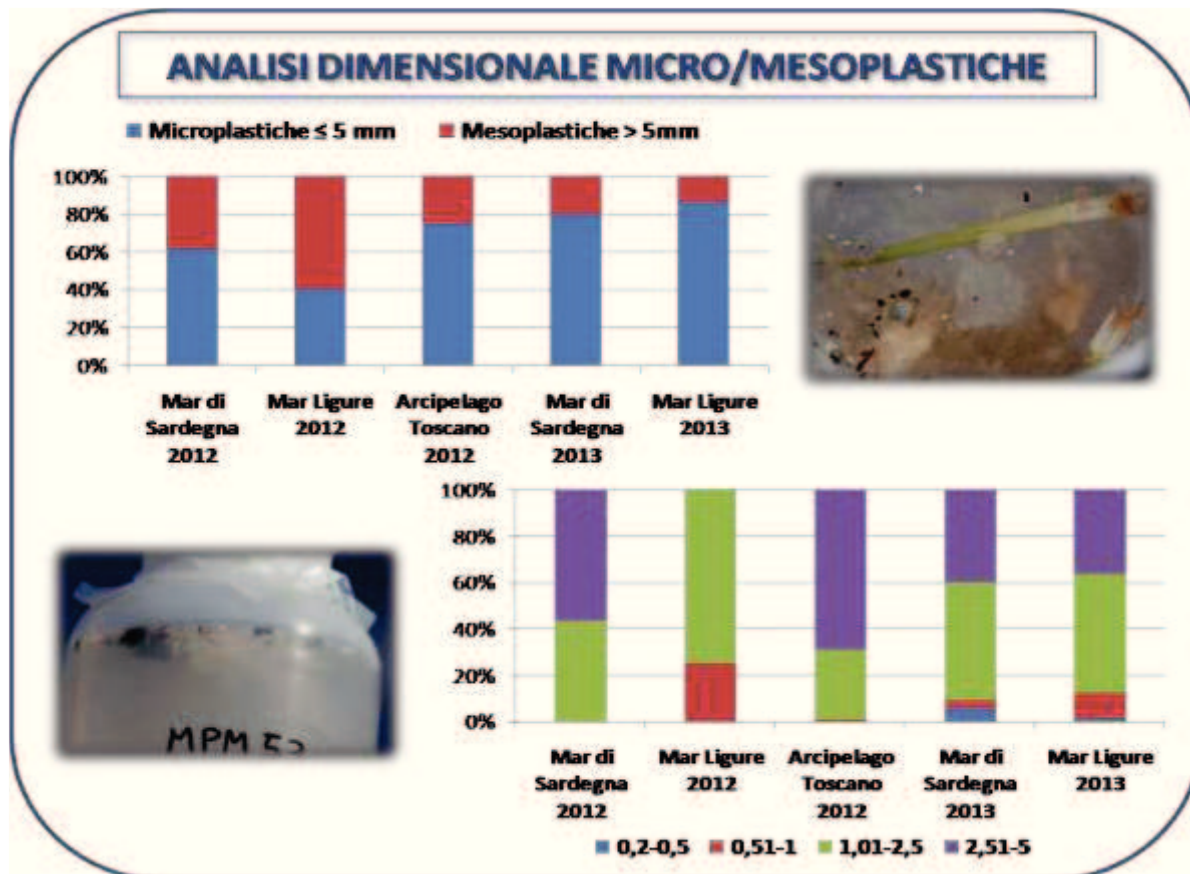 ANALISI DIMENSIONALE MICRO/MESOPLASTICHE
Microplastiche ≤ 5 mm Mesoplastiche > 5mm
100%
80%
60%
40%
20%
0%
Mar di Sardegna 2012
Mar Ligure 2012
Arcipelago Toscano 2012
Mar di Sardegna 2013
Mar Ligure 2013
100%
80%
60%
40%
20%
0%
Mar di Sardegna 2012
Mar Ligure 2012
Arcipelago Toscano 2012
Mar di Sardegna 2013
Mar Ligure 2013
0,2-0,5 0,51-1 1,01-2,5 2,51-5
MPM